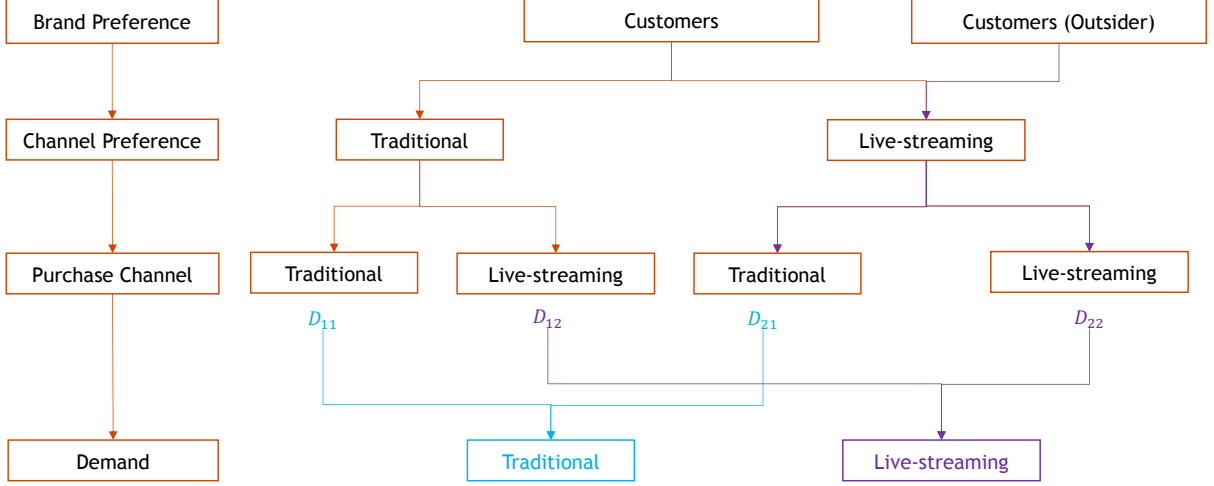 Brand Preference
Customers
Customers (Outsider)
Channel Preference
Traditional
Live-streaming
Purchase Channel
Traditional
Live-streaming
Traditional
Live-streaming
D₁₁
D₁₂
D₂₁
D₂₂
Demand
Traditional
Live-streaming